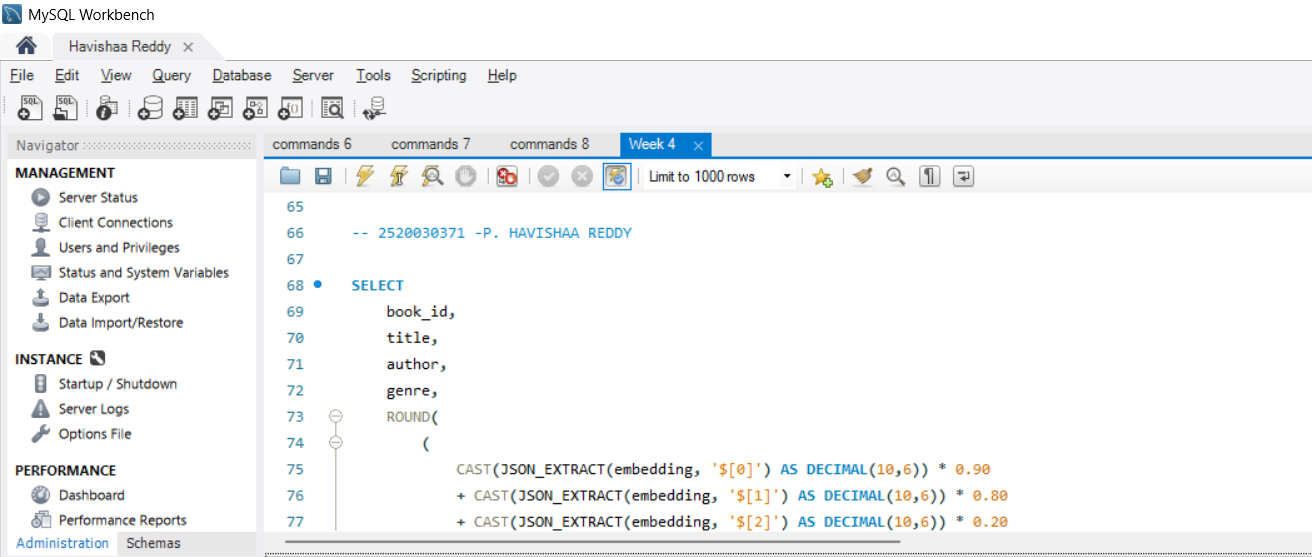 MySQL Workbench
Havishaa Reddy
File Edit View Query Database Server Tools Scripting Help
SQL SQL
Navigator
commands 6 commands 7 commands 8 Week 4
Limit to 1000 rows
MANAGEMENT
Server Status
Client Connections
Users and Privileges
Status and System Variables
Data Export
Data Import/Restore
INSTANCE
Startup / Shutdown
Server Logs
Options File
PERFORMANCE
Dashboard
Performance Reports
Administration Schemas
65
66 -- 2520030371 -P. HAVISHAA REDDY
67
68 SELECT
69 book_id,
70 title,
71 author,
72 genre,
73 ROUND(
74 (
75 CAST(JSON_EXTRACT(embedding, '$[0]') AS DECIMAL(10,6)) * 0.90
76 + CAST(JSON_EXTRACT(embedding, '$[1]') AS DECIMAL(10,6)) * 0.80
77 + CAST(JSON_EXTRACT(embedding, '$[2]') AS DECIMAL(10,6)) * 0.20